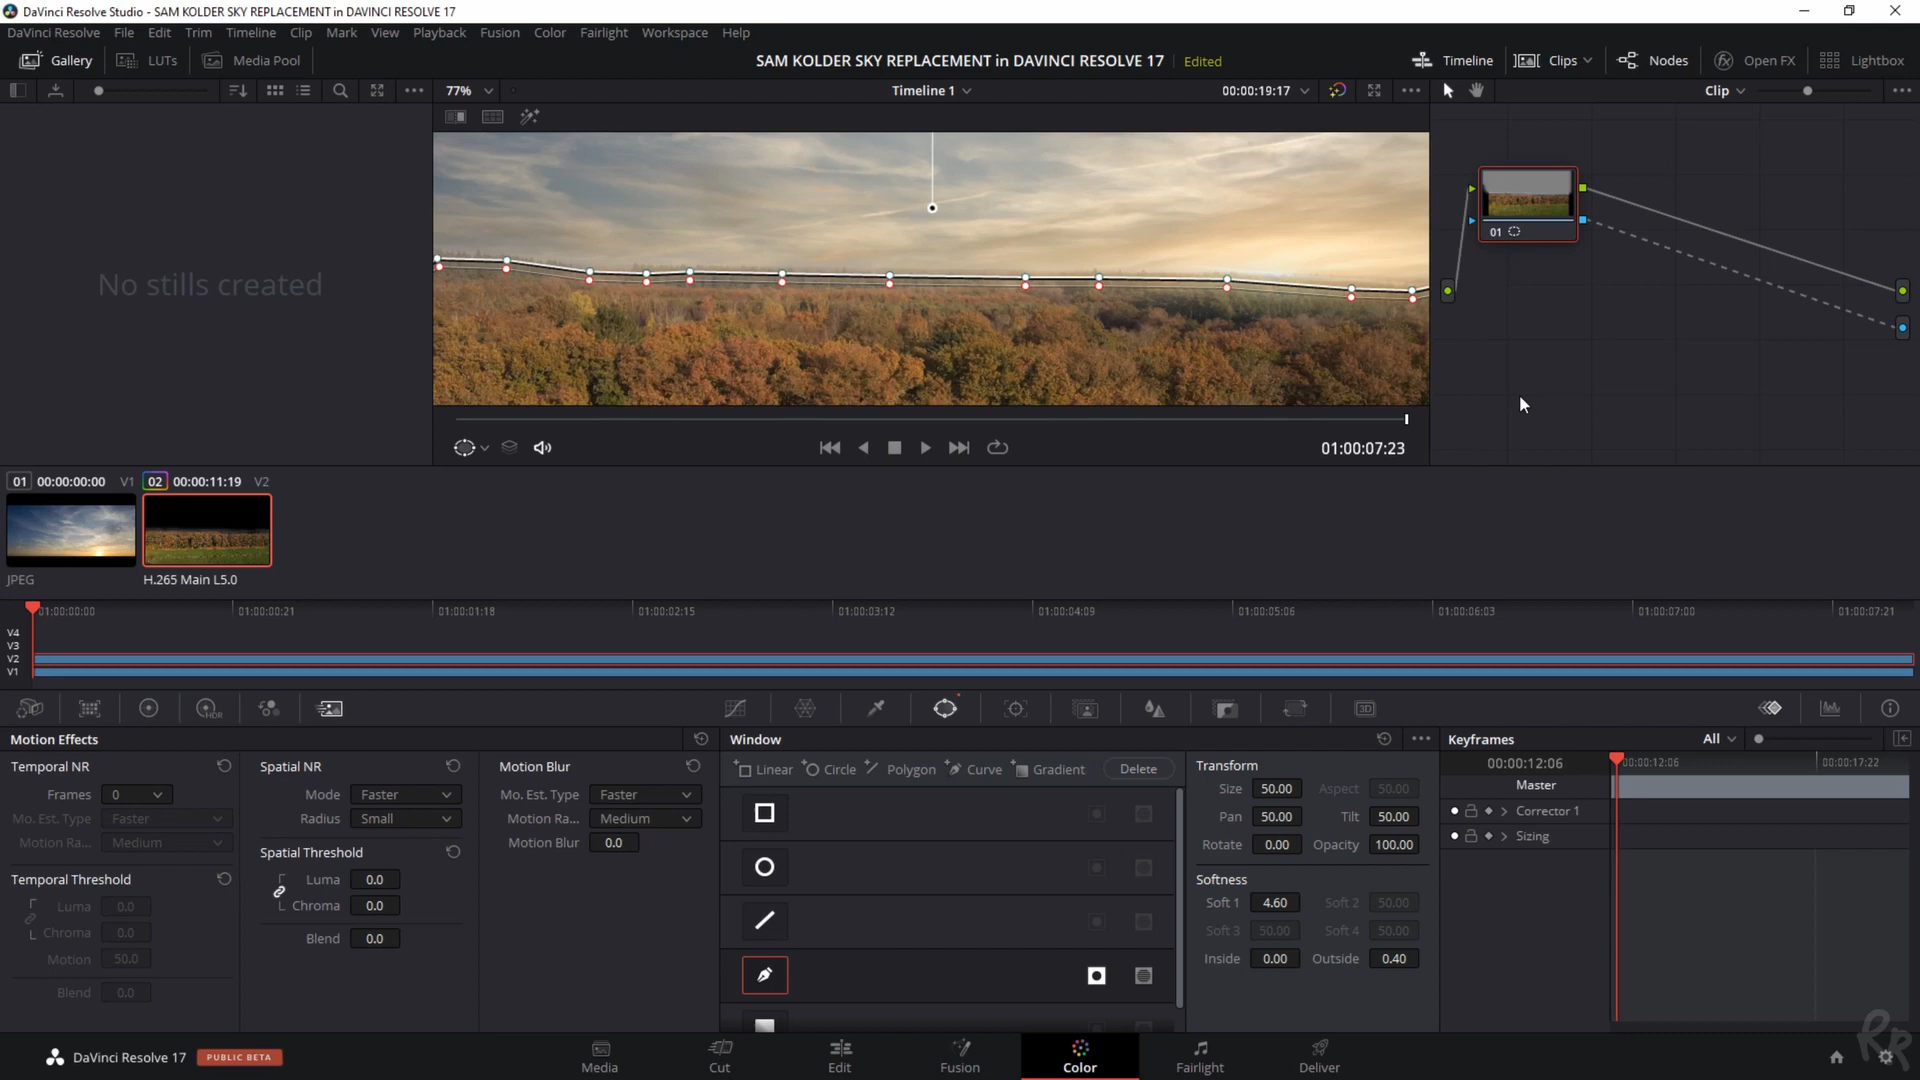 DaVinci Resolve Studio - SAM KOLDER SKY REPLACEMENT in DAVINCI RESOLVE 17
DaVinci Resolve File Edit Trim Timeline Clip Mark View Playback Fusion Color Fairlight Workspace Help
Gallery LUTs Media Pool SAM KOLDER SKY REPLACEMENT in DAVINCI RESOLVE 17 Edited Timeline Clips Nodes Open FX Lightbox
77% Timeline 1 00:00:19:17 Clip
No stills created
01
01:00:07:23
01 00:00:00:00 V1 02 00:00:11:19 V2
JPEG H.265 Main L5.0
01:00:00:00 01:00:00:21 01:00:01:18 01:00:02:15 01:00:03:12 01:00:04:09 01:00:05:06 01:00:06:03 01:00:07:00 01:00:07:21
V4
V3
V2
V1
HDR 3D
Motion Effects Window Keyframes All
Temporal NR Spatial NR Motion Blur Linear Circle Polygon Curve Gradient Delete Transform 00:00:12:06 00:00:12:06 00:00:17:22
Frames 0 Mode Faster Mo. Est. Type Faster Size 50.00 Aspect 50.00 Master
Mo. Est. Type Faster Radius Small Motion Ra... Medium Pan 50.00 Tilt 50.00 Corrector 1
Motion Ra... Medium Motion Blur 0.0 Rotate 0.00 Opacity 100.00 Sizing
Spatial Threshold
Temporal Threshold Luma 0.0 Softness
Luma 0.0 Chroma 0.0 Soft 1 4.60 Soft 2 50.00
Chroma 0.0 Blend 0.0 Soft 3 50.00 Soft 4 50.00
Motion 50.0 Inside 0.00 Outside 0.40
Blend 0.0
DaVinci Resolve 17 PUBLIC BETA Media Cut Edit Fusion Color Fairlight Deliver
RR